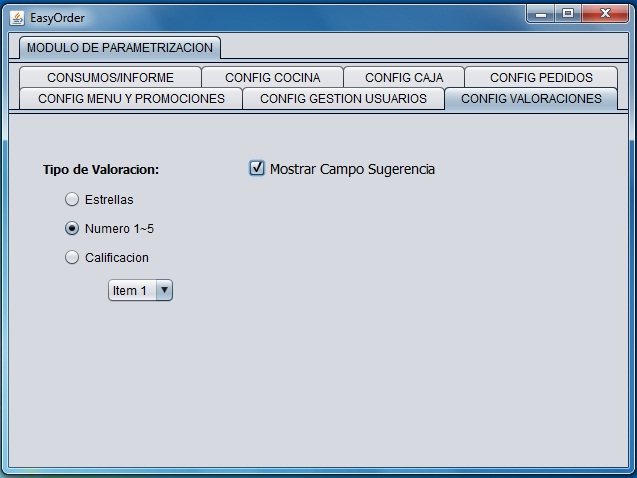 EasyOrder
MODULO DE PARAMETRIZACION
CONSUMOS/INFORME CONFIG COCINA CONFIG CAJA CONFIG PEDIDOS
CONFIG MENU Y PROMOCIONES CONFIG GESTION USUARIOS CONFIG VALORACIONES
Tipo de Valoracion: Mostrar Campo Sugerencia
Estrellas
Numero 1~5
Calificacion
Item 1